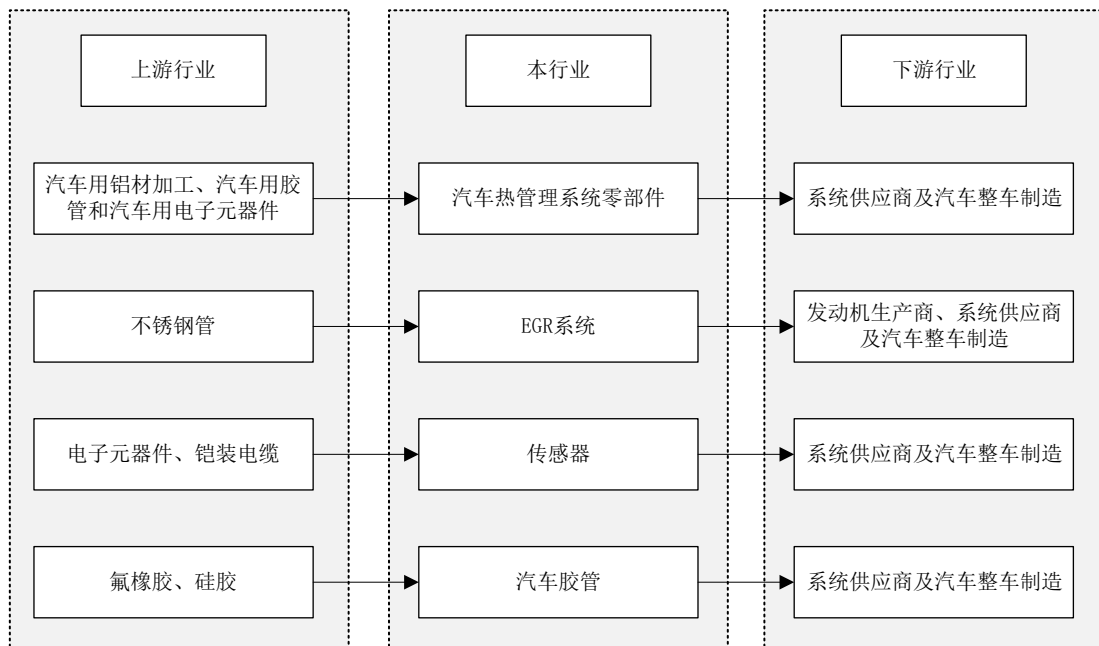 上游行业
本行业
下游行业
汽车用铝材加工、汽车用胶
管和汽车用电子元器件
汽车热管理系统零部件
系统供应商及汽车整车制造
不锈钢管
EGR系统
发动机生产商、系统供应商
及汽车整车制造
电子元器件、铠装电缆
传感器
系统供应商及汽车整车制造
氟橡胶、硅胶
汽车胶管
系统供应商及汽车整车制造